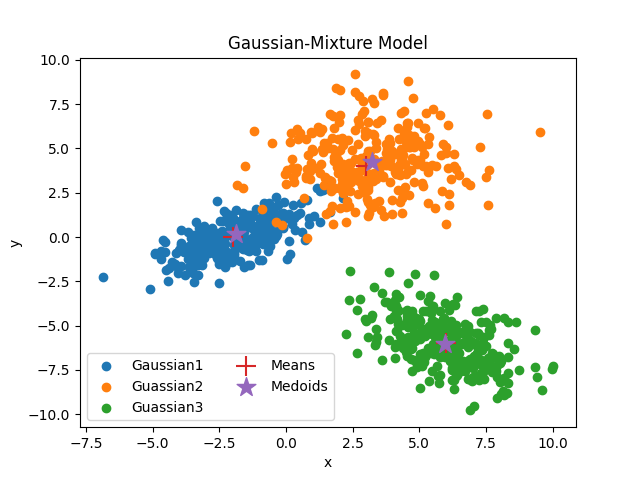 Gaussian-Mixture Model
10.0
7.5
5.0
2.5
0.0
−2.5
−5.0
−7.5
−10.0
y
Gaussian1
Guassian2
Guassian3
Means
Medoids
−7.5 −5.0 −2.5 0.0 2.5 5.0 7.5 10.0
x